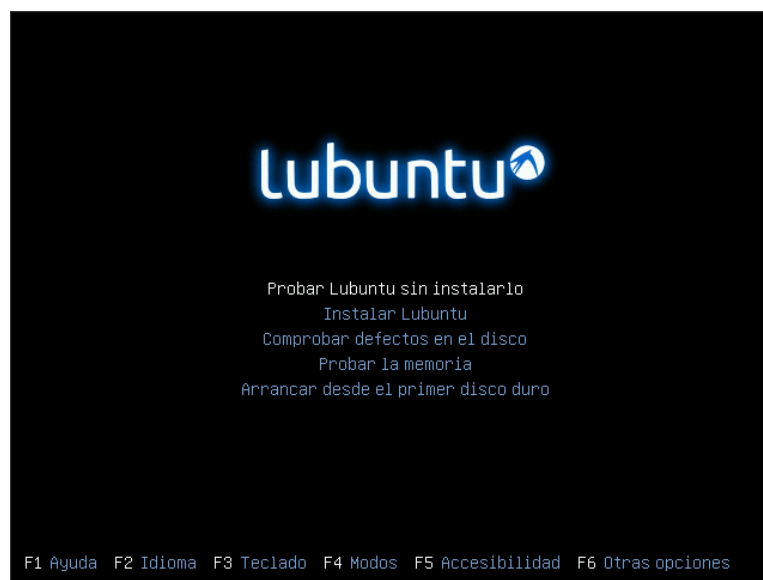 lubuntu
Probar Lubuntu sin instalarlo
Instalar Lubuntu
Comprobar defectos en el disco
Probar la memoria
Arrancar desde el primer disco duro
F1 Ayuda F2 Idioma F3 Teclado F4 Modos F5 Accesibilidad F6 Otras opciones